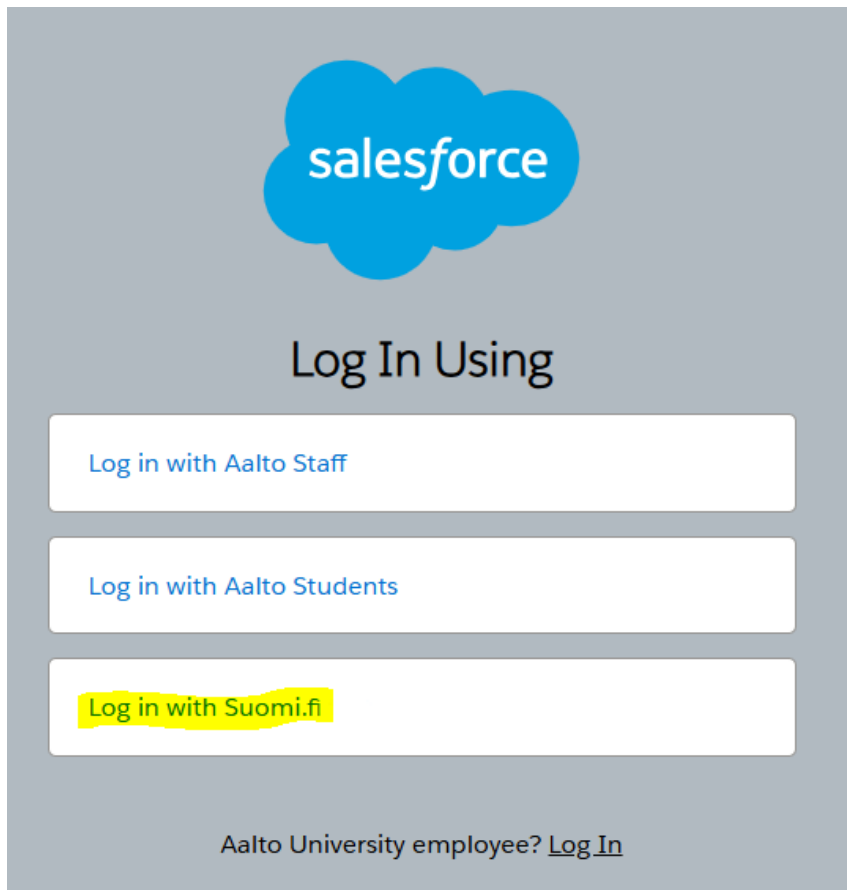 salesforce
Log In Using
Log in with Aalto Staff
Log in with Aalto Students
Log in with Suomi.fi
Aalto University employee? Log In